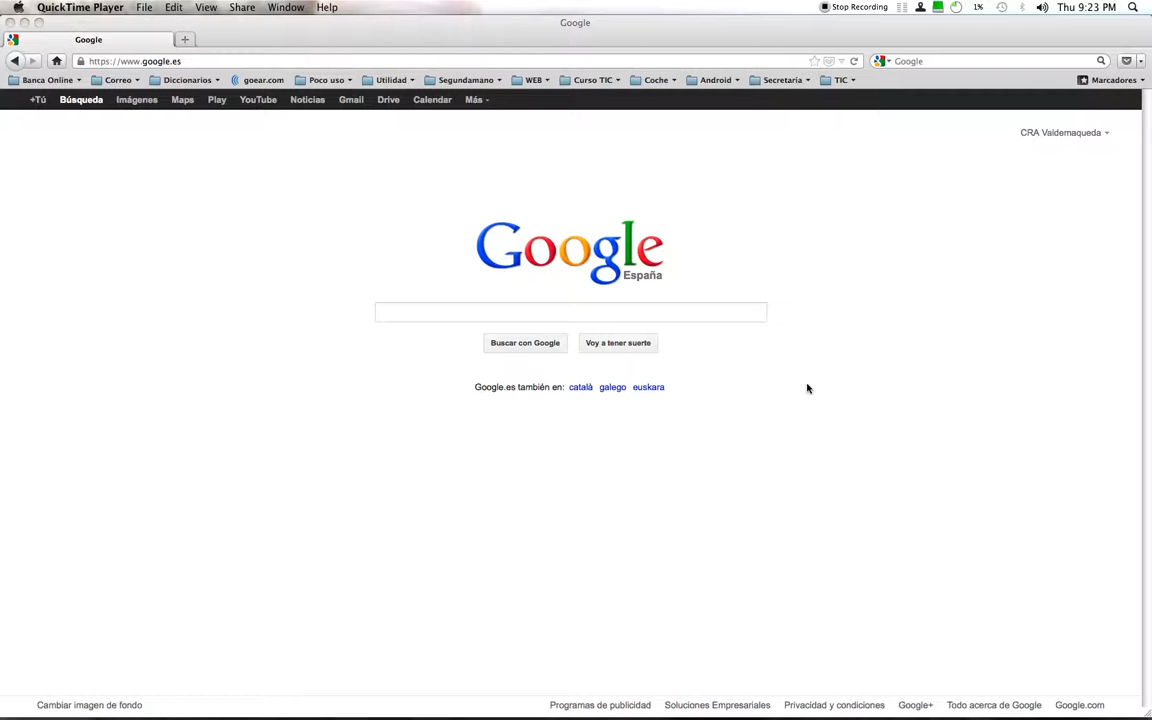 QuickTime Player File Edit View Share Window Help Stop Recording 1% Thu 9:23 PM
Google
Google
https://www.google.es Google
Banca Online Correo Diccionarios goear.com Poco uso Utilidad Segundamano WEB Curso TIC Coche Android Secretaria TIC Marcadores
+Tú Búsqueda Imágenes Maps Play YouTube Noticias Gmail Drive Calendar Más
CRA Valdemaqueda
Google
España
Buscar con Google Voy a tener suerte
Google.es también en: català galego euskara
Cambiar imagen de fondo Programas de publicidad Soluciones Empresariales Privacidad y condiciones Google+ Todo acerca de Google Google.com